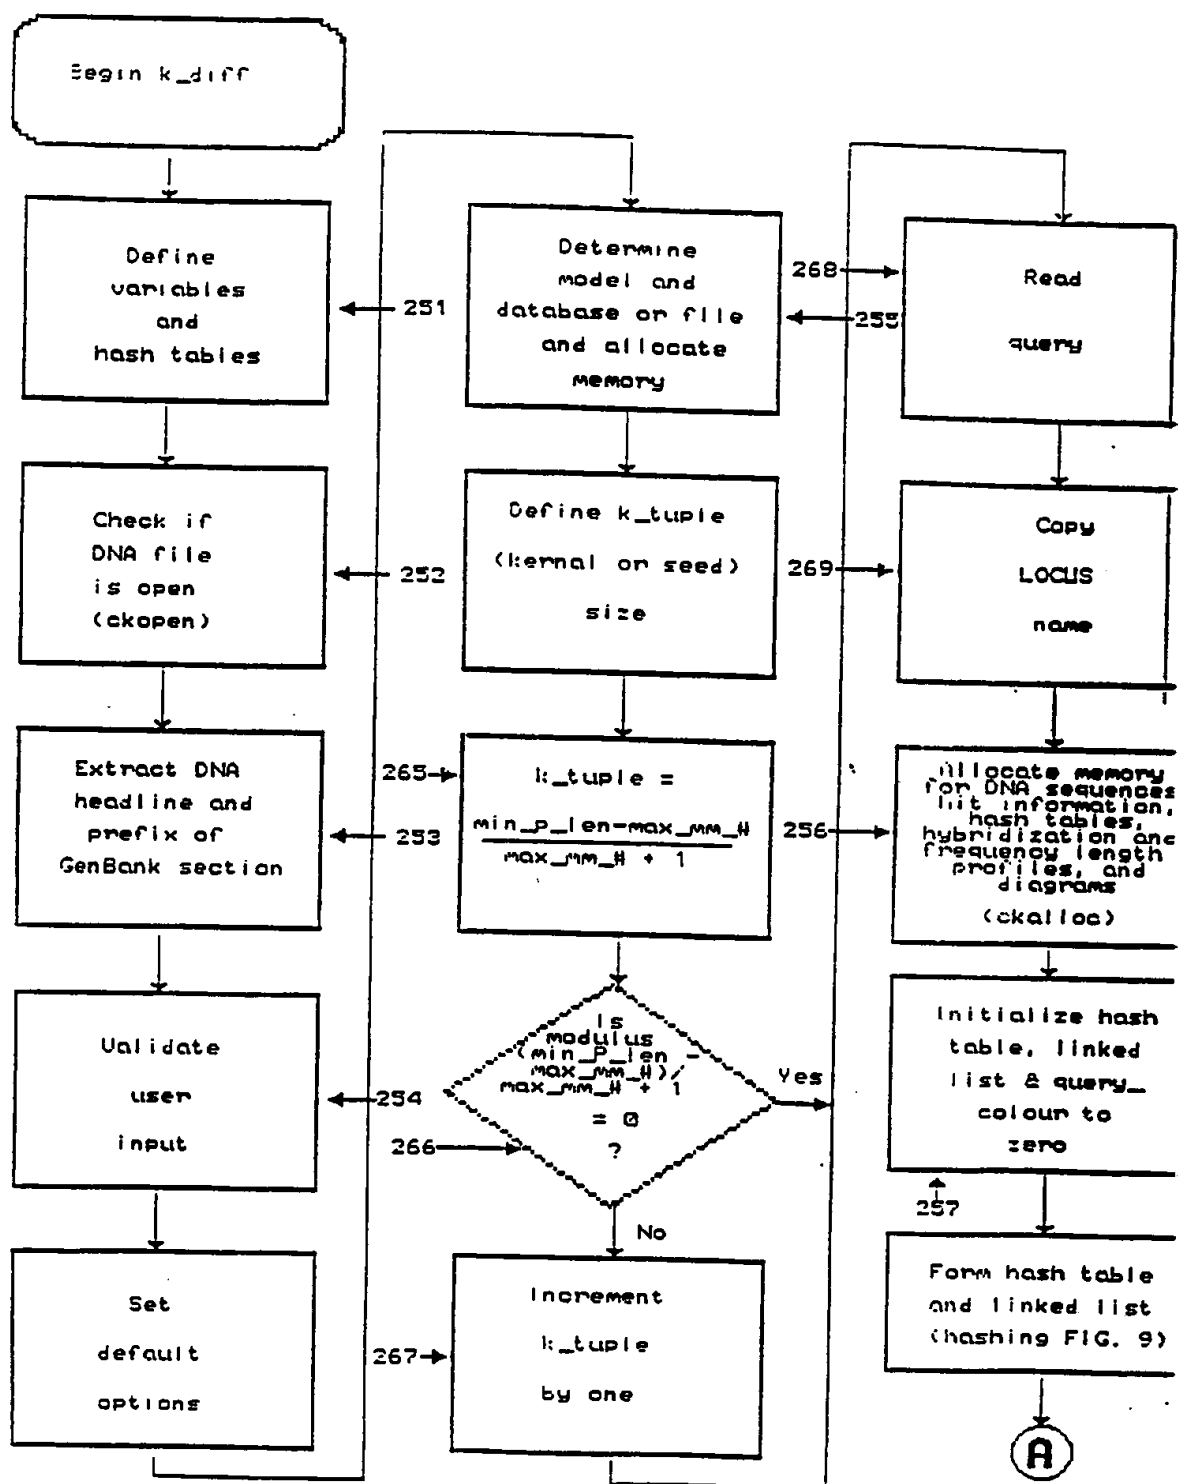 Begin k_diff
Define
variables
and
hash tables
251
Check if
DNA file
is open
(ckopen)
252
Extract DNA
headline and
prefix of
GenBank section
253
Validate
user
input
254
Set
default
options
Determine
model and
database or file
and allocate
memory
255
Define k_tuple
(kernal or seed)
size
265
k_tuple =
min_p_len-max_mm_#
max_mm_# + 1
Is
modulus
(min_p_len -
max_mm_#)/
max_mm_# + 1
= 0
?
266
Yes
No
267
Increment
k_tuple
by one
268
Read
query
269
Copy
LOCUS
name
256
Allocate memory
for DNA sequences
hit information,
hash tables,
hybridization and
frequency length
profiles, and
diagrams
(ckalloc)
Initialize hash
table, linked
list & query_
colour to
zero
257
Form hash table
and linked list
(hashing FIG. 9)
A